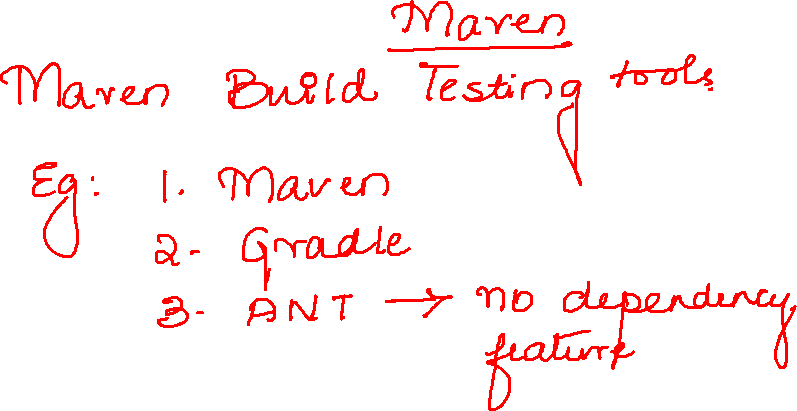 Maven
Maven Build Testing tools
Eg: 1. Maven
2- Gradle
3- ANT → no dependency
feature